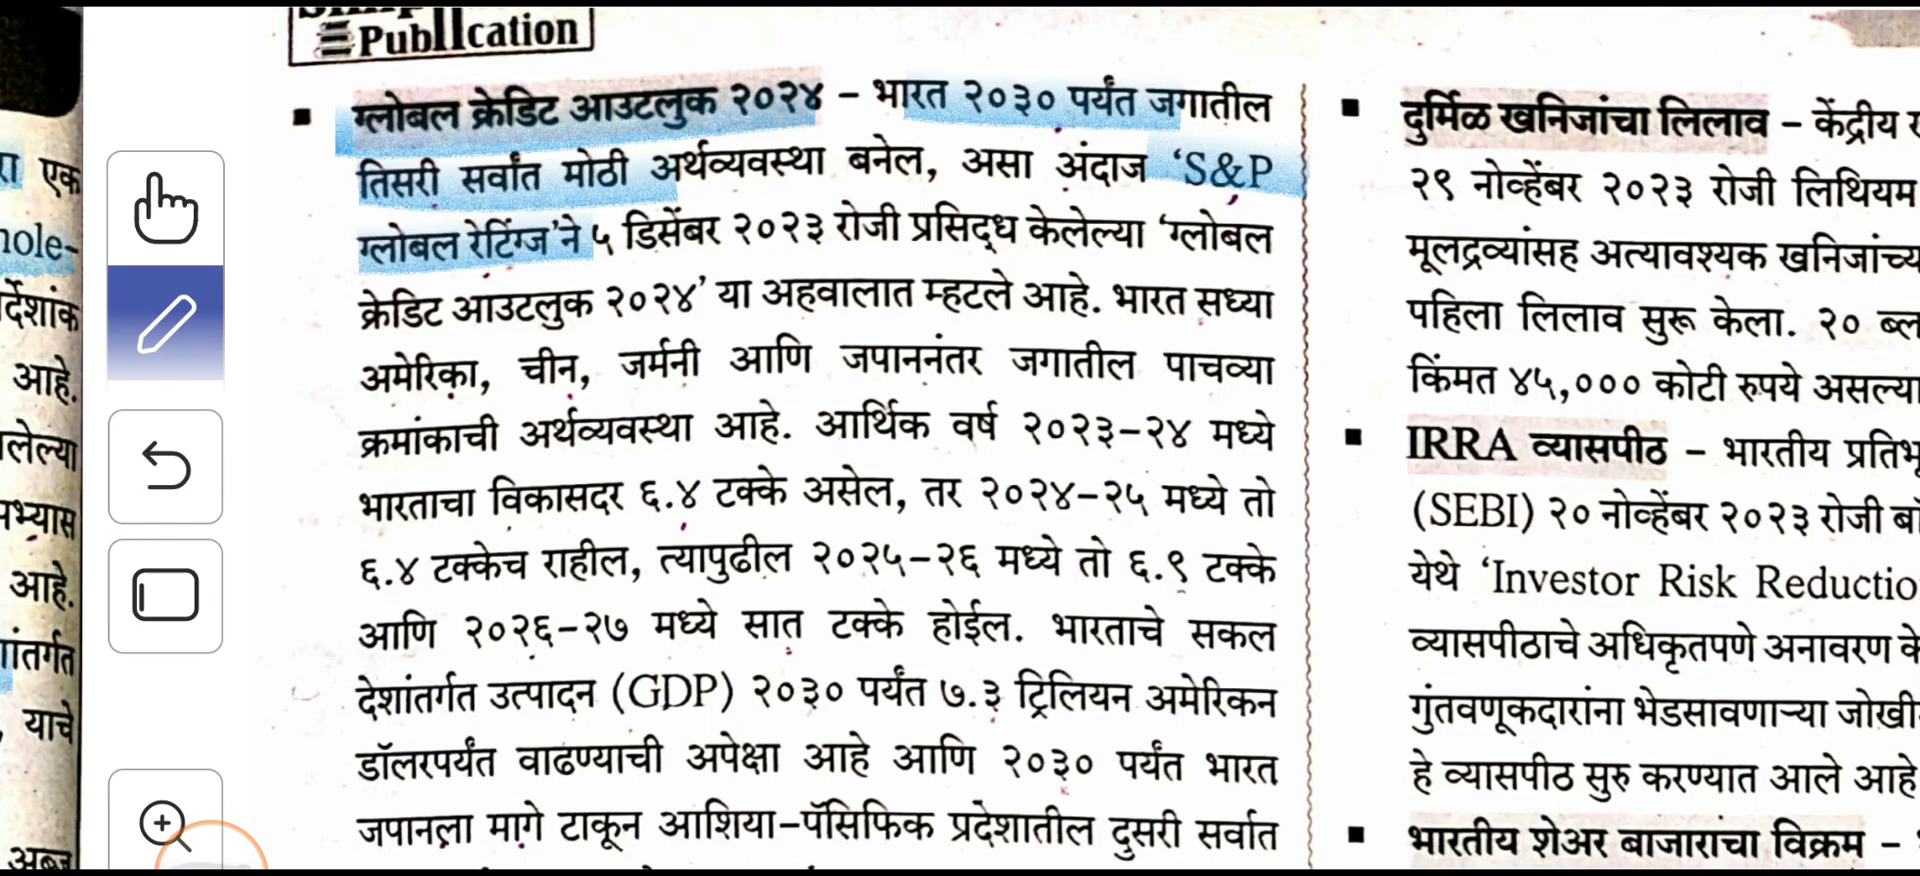 Publication
ग्लोबल क्रेडिट आउटलुक २०२४ – भारत २०३० पर्यंत जगातील
तिसरी सर्वांत मोठी अर्थव्यवस्था बनेल, असा अंदाज ‘S&P
ग्लोबल रेटिंग्ज’ने ५ डिसेंबर २०२३ रोजी प्रसिद्ध केलेल्या ‘ग्लोबल
क्रेडिट आउटलुक २०२४’ या अहवालात म्हटले आहे. भारत सध्या
अमेरिका, चीन, जर्मनी आणि जपाननंतर जगातील पाचव्या
क्रमांकाची अर्थव्यवस्था आहे. आर्थिक वर्ष २०२३–२४ मध्ये
भारताचा विकासदर ६.४ टक्के असेल, तर २०२४–२५ मध्ये तो
६.४ टक्केच राहील, त्यापुढील २०२५–२६ मध्ये तो ६.९ टक्के
आणि २०२६–२७ मध्ये सात टक्के होईल. भारताचे सकल
देशांतर्गत उत्पादन (GDP) २०३० पर्यंत ७.३ ट्रिलियन अमेरिकन
डॉलरपर्यंत वाढण्याची अपेक्षा आहे आणि २०३० पर्यंत भारत
जपानला मागे टाकून आशिया–पॅसिफिक प्रदेशातील दुसरी सर्वात
दुर्मिळ खनिजांचा लिलाव – केंद्रीय
२९ नोव्हेंबर २०२३ रोजी लिथियम
मूलद्रव्यांसह अत्यावश्यक खनिजांच्य
पहिला लिलाव सुरू केला. २० ब्ल
किंमत ४५,००० कोटी रुपये असल्या
IRRA व्यासपीठ – भारतीय प्रतिभू
(SEBI) २० नोव्हेंबर २०२३ रोजी
येथे ‘Investor Risk Reductio
व्यासपीठाचे अधिकृतपणे अनावरण के
गुंतवणूकदारांना भेडसावणाऱ्या जोखी
हे व्यासपीठ सुरु करण्यात आले आहे
भारतीय शेअर बाजाराचा विक्रम –
एक
hole-
र्देशांक
आहे.
लेल्या
भ्यास
आहे.
ांतर्गत
याचे
अब्ज